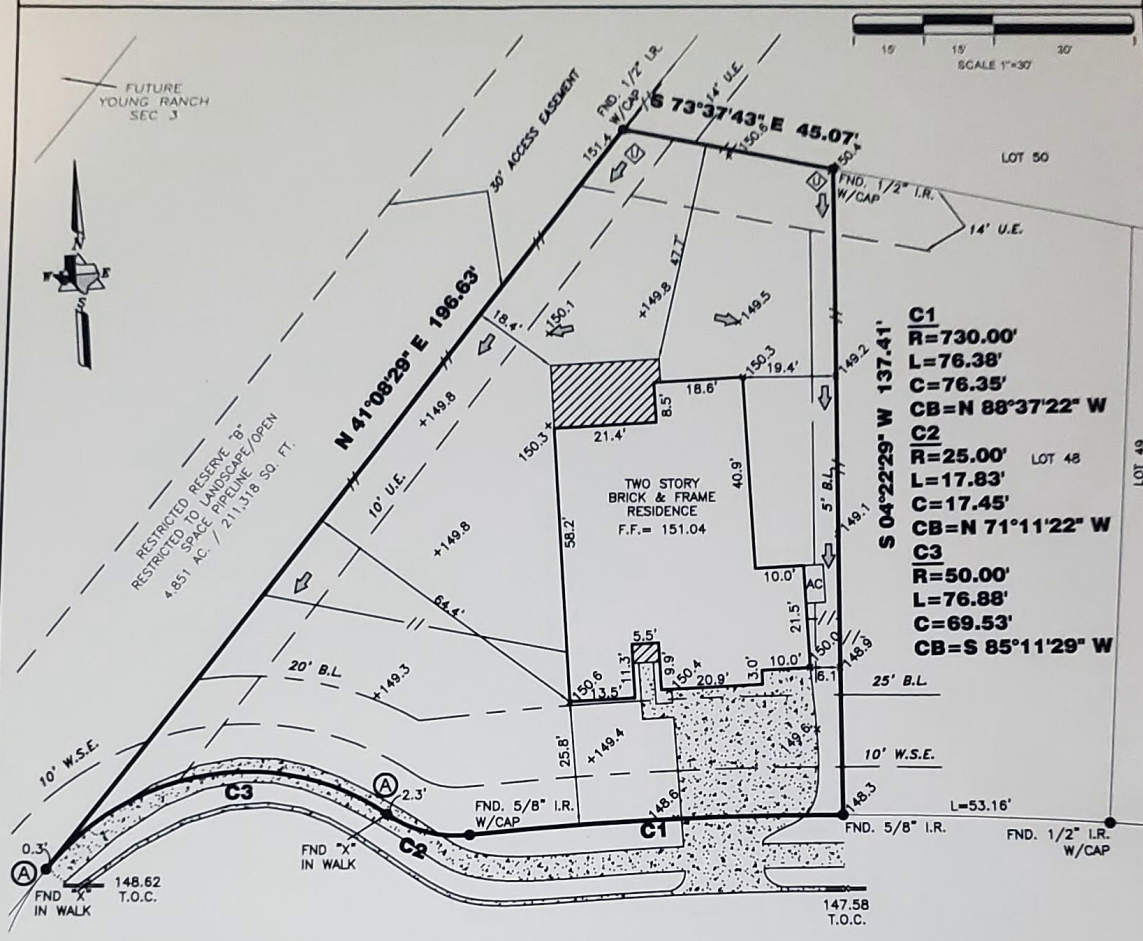 15'
15'
30'
SCALE 1"=30'
FUTURE
YOUNG RANCH
SEC 3
30' ACCESS EASEMENT
FND. 1/2" I.R.
W/CAP
14' U.E.
S 73°37'43" E 45.07'
151.4
150.6
50.4
LOT 50
FND. 1/2" I.R.
W/CAP
14' U.E.
N
W
E
S
N 41°08'29" E 196.63'
18.4'
150.1
47.7'
+149.8
+149.5
150.3
19.4'
149.2
18.6'
8.5'
21.4'
150.3
+149.8
10' U.E.
RESTRICTED RESERVE "B"
RESTRICTED TO LANDSCAPE/OPEN
SPACE PIPELINE
4.851 AC. / 211,318 SQ. FT.
+149.8
58.2'
TWO STORY
BRICK & FRAME
RESIDENCE
F.F.= 151.04
40.9'
5' B.L.
149.1
S 04°22'29" W 137.41'
C1
R=730.00'
L=76.38'
C=76.35'
CB=N 88°37'22" W
C2
R=25.00'
L=17.83'
C=17.45'
CB=N 71°11'22" W
C3
R=50.00'
L=76.88'
C=69.53'
CB=S 85°11'29" W
LOT 48
LOT 49
10.0'
AC
21.5'
64.4'
5.5'
11.3'
9.9'
150.4
20.9'
3.0'
10.0'
150.0
148.9
6.1'
150.6
13.5'
20' B.L.
+149.3
25' B.L.
25.8'
+149.4
149.6
10' W.S.E.
10' W.S.E.
C3
A
2.3'
FND. 5/8" I.R.
W/CAP
148.6
C1
148.3
L=53.16'
FND. 5/8" I.R.
FND. 1/2" I.R.
W/CAP
FND "X"
IN WALK
C2
0.3'
A
FND "X"
IN WALK
148.62
T.O.C.
147.58
T.O.C.